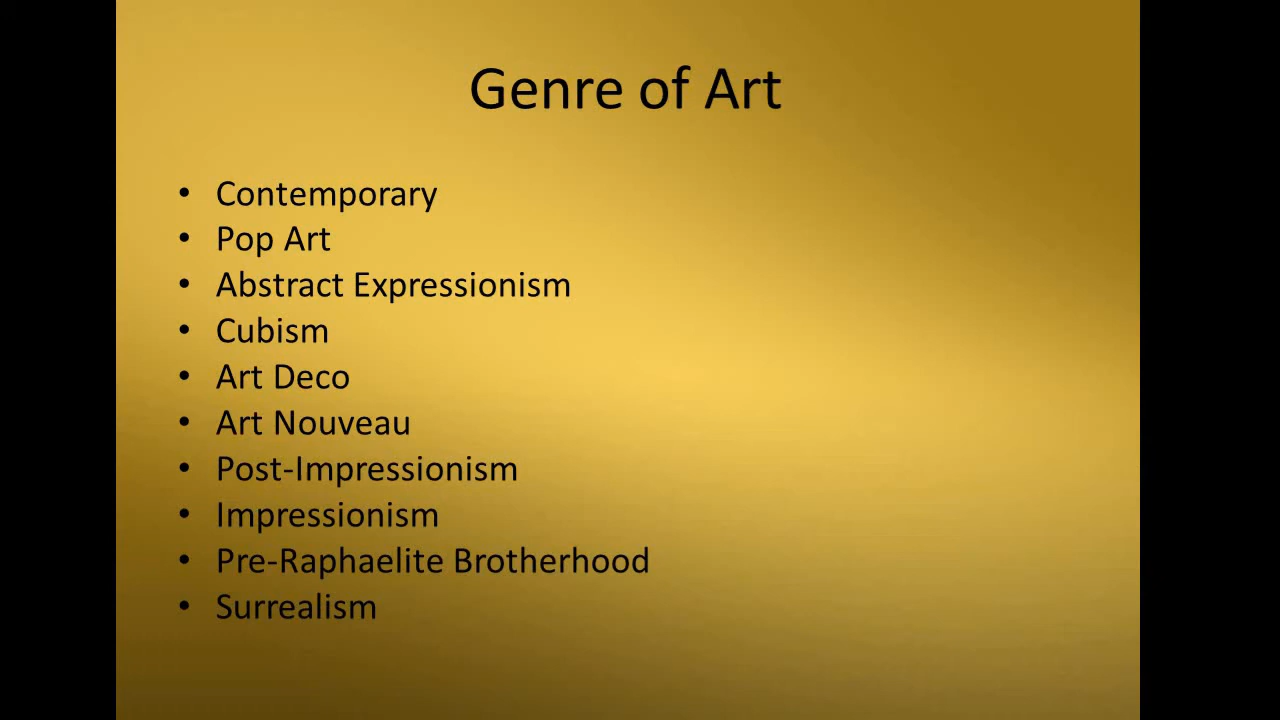 Genre of Art
• Contemporary
• Pop Art
• Abstract Expressionism
• Cubism
• Art Deco
• Art Nouveau
• Post-Impressionism
• Impressionism
• Pre-Raphaelite Brotherhood
• Surrealism